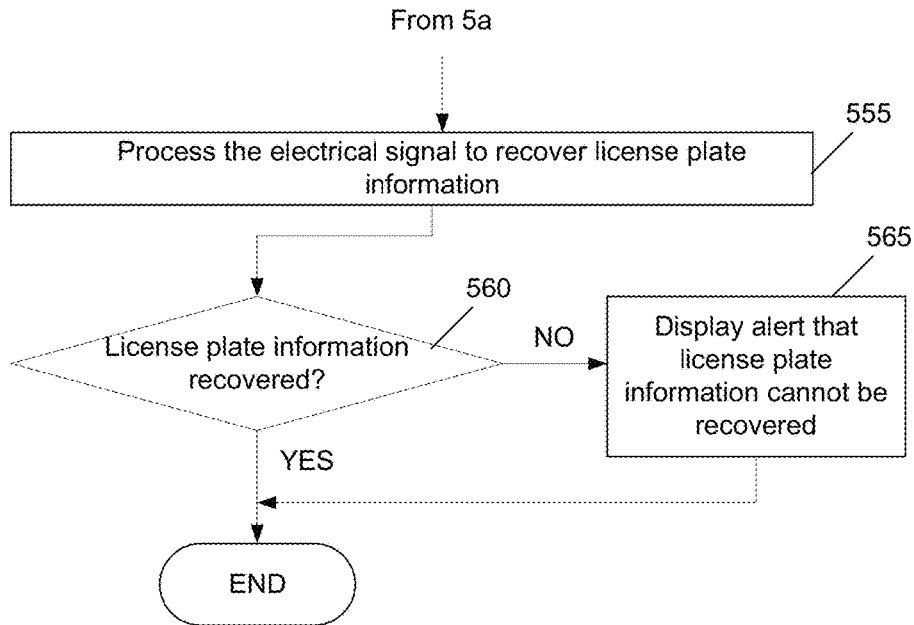 From 5a
555
Process the electrical signal to recover license plate
information
565
560
License plate information
recovered?
NO
Display alert that
license plate
information cannot be
recovered
YES
END